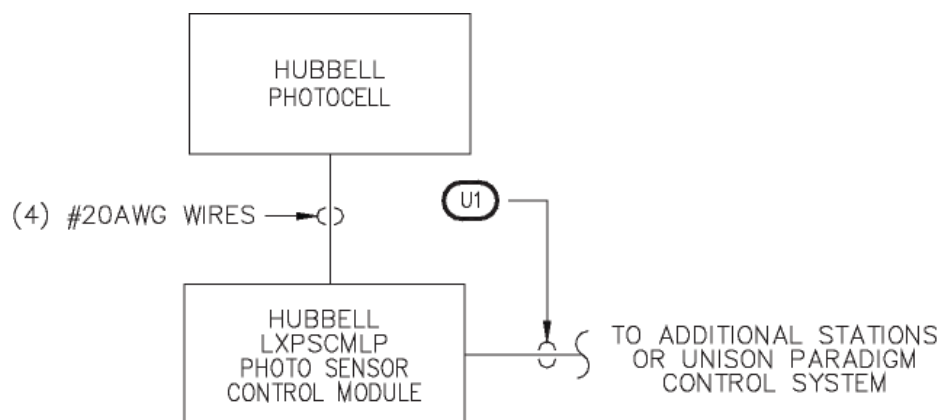 HUBBELL
PHOTOCELL
(4) #20AWG WIRES
U1
HUBBELL
LXPSCMLP
PHOTO SENSOR
CONTROL MODULE
TO ADDITIONAL STATIONS
OR UNISON PARADIGM
CONTROL SYSTEM